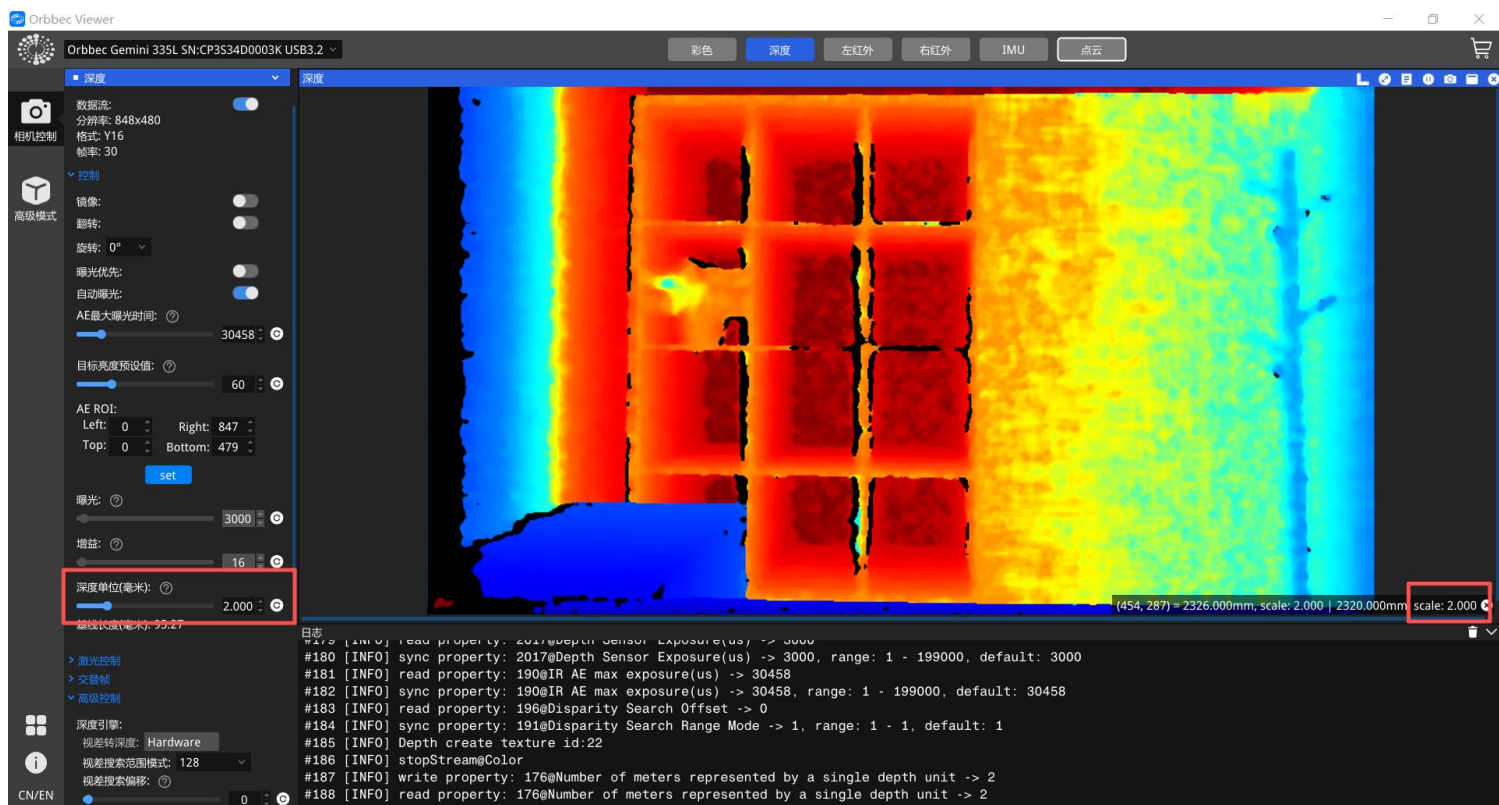 Orbbec Viewer
Orbbec Gemini 335L SN:CP3S34D0003K USB3.2
彩色
深度
左红外
右红外
IMU
点云
相机控制
高级模式
CN/EN
深度
数据流:
分辨率: 848x480
格式: Y16
帧率: 30
控制
镜像:
翻转:
旋转: 0°
曝光优先:
自动曝光:
AE最大曝光时间:
30458
目标亮度预设值:
60
AE ROI:
Left: 0 Right: 847
Top: 0 Bottom: 479
set
曝光:
3000
增益:
16
深度单位(毫米):
2.000
基线长度(毫米): 95.27
激光控制
交替帧
高级控制
深度引擎:
视差转深度: Hardware
视差搜索范围模式: 128
视差搜索偏移:
0
深度
(454, 287) = 2326.000mm, scale: 2.000 | 2320.000mm, scale: 2.000
日志
#179 [INFO] read property: 2017@Depth Sensor Exposure(us) -> 3000
#180 [INFO] sync property: 2017@Depth Sensor Exposure(us) -> 3000, range: 1 - 199000, default: 3000
#181 [INFO] read property: 190@IR AE max exposure(us) -> 30458
#182 [INFO] sync property: 190@IR AE max exposure(us) -> 30458, range: 1 - 199000, default: 30458
#183 [INFO] read property: 196@Disparity Search Offset -> 0
#184 [INFO] sync property: 191@Disparity Search Range Mode -> 1, range: 1 - 1, default: 1
#185 [INFO] Depth create texture id:22
#186 [INFO] stopStream@Color
#187 [INFO] write property: 176@Number of meters represented by a single depth unit -> 2
#188 [INFO] read property: 176@Number of meters represented by a single depth unit -> 2